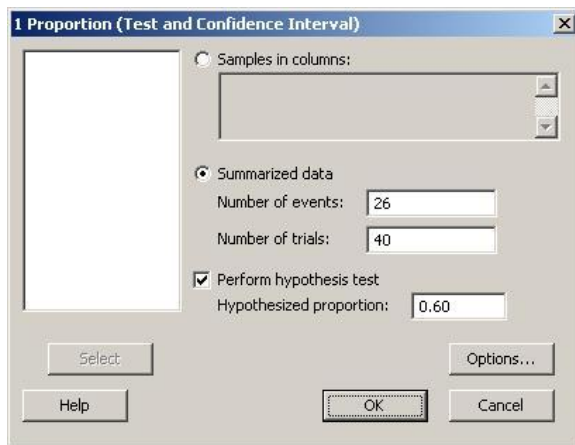 1 Proportion (Test and Confidence Interval)
Samples in columns:
Summarized data
Number of events: 26
Number of trials: 40
Perform hypothesis test
Hypothesized proportion: 0.60
Select
Options...
Help
OK
Cancel